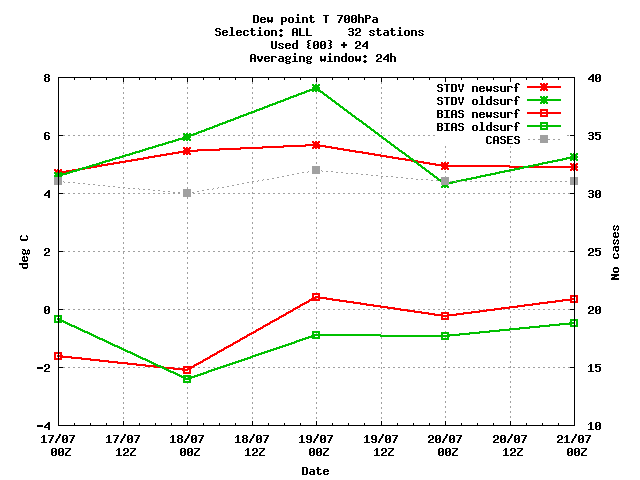 Dew point T 700hPa
Selection: ALL 32 stations
Used {00} + 24
Averaging window: 24h
STDV newsurf
STDV oldsurf
BIAS newsurf
BIAS oldsurf
CASES
8
6
4
2
0
-2
-4
deg C
40
35
30
25
20
15
10
No cases
17/07 17/07 18/07 18/07 19/07 19/07 20/07 20/07 21/07
00Z 12Z 00Z 12Z 00Z 12Z 00Z 12Z 00Z
Date